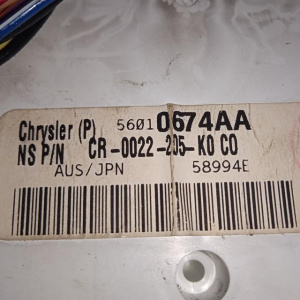 Chrysler (P) 56010674AA
NS P/N CR-0022-205-K0 C0
AUS/JPN 58994E